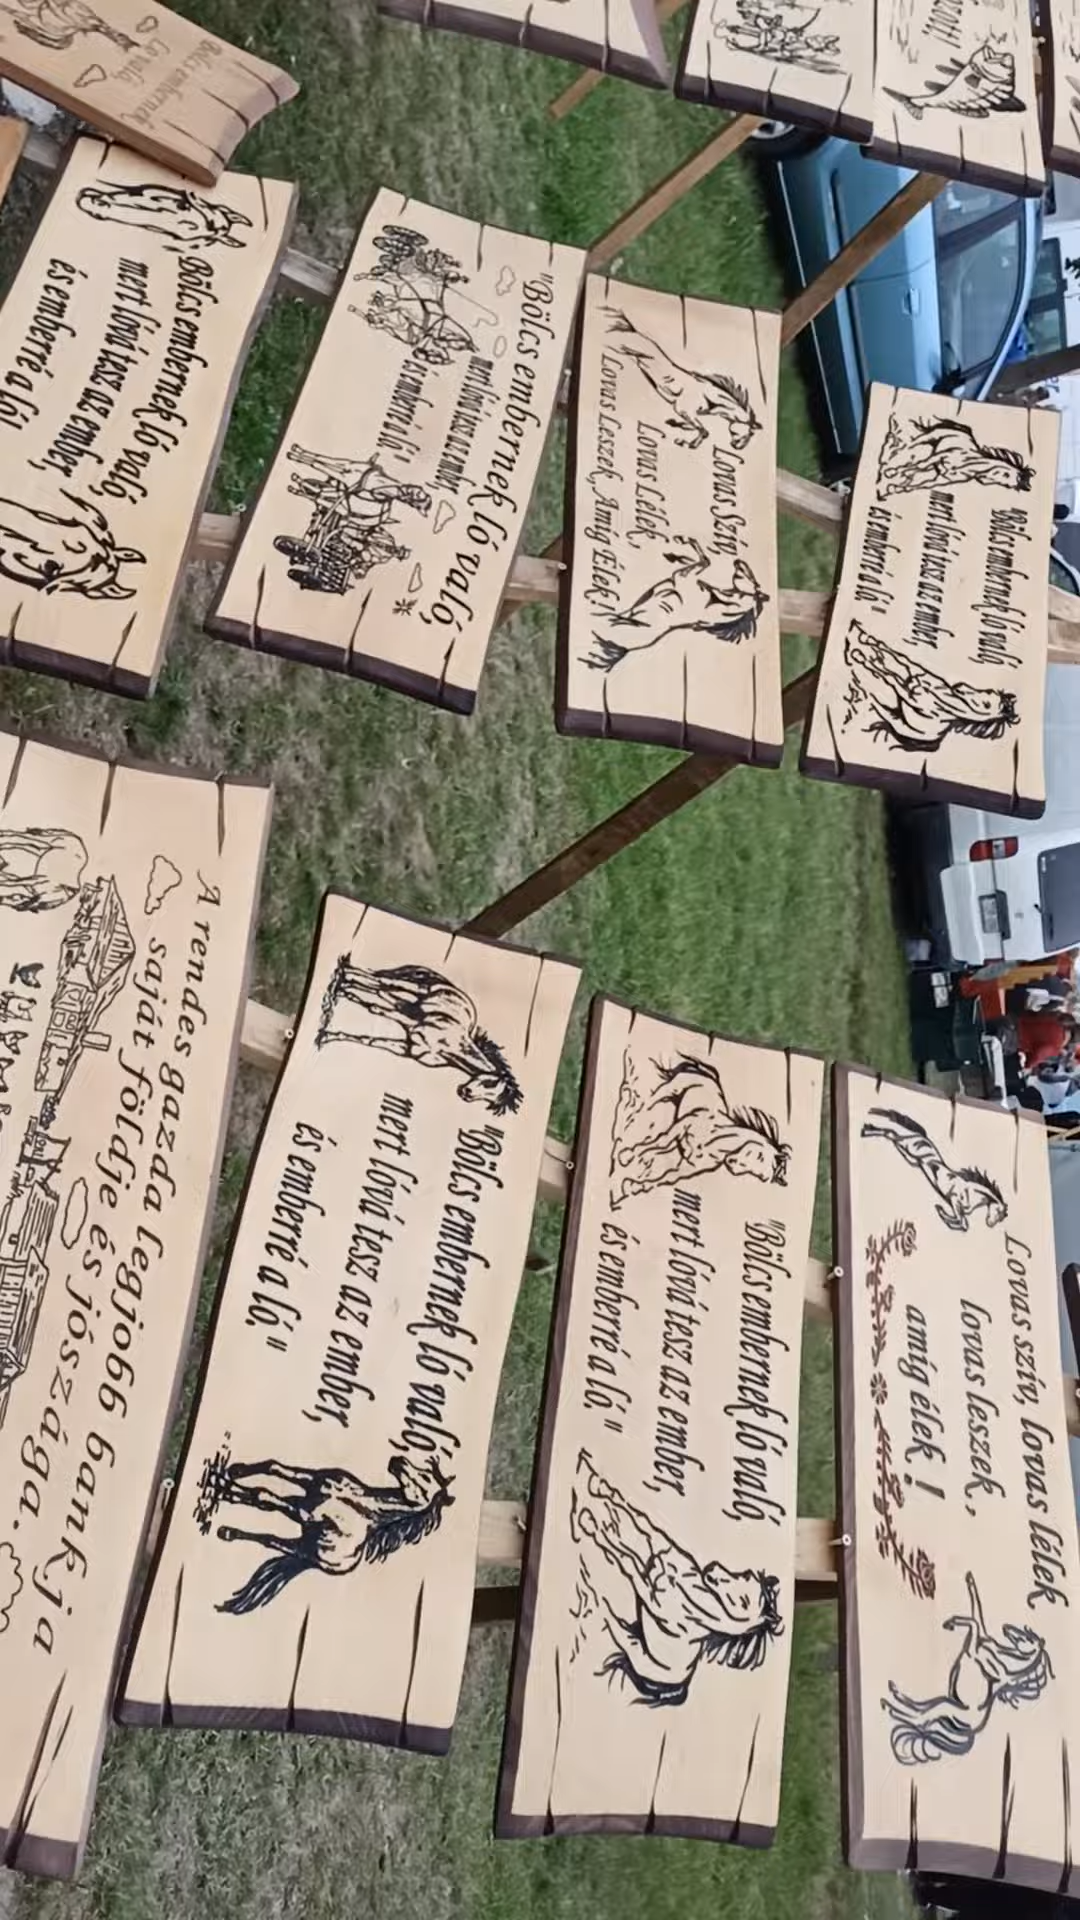 Bölcs embernek
Ló való,
Bölcs embernek ló való,
mert lóvá tesz az ember,
és emberré a ló!
"Bölcs embernek ló való,
mert lóvá tesz az ember,
és emberré a ló"
Lovas Szív,
Lovas Lélek,
Lovas Leszek, Amíg Élek!
"Bölcs embernek ló való,
mert lóvá tesz az ember,
és emberré a ló."
A rendes gazda legjobb bankja
saját földje és jószága.
"Bölcs embernek ló való,
mert lóvá tesz az ember,
és emberré a ló."
"Bölcs embernek ló való,
mert lóvá tesz az ember,
és emberré a ló."
Lovas szív, lovas lélek
lovas leszek,
amíg élek!